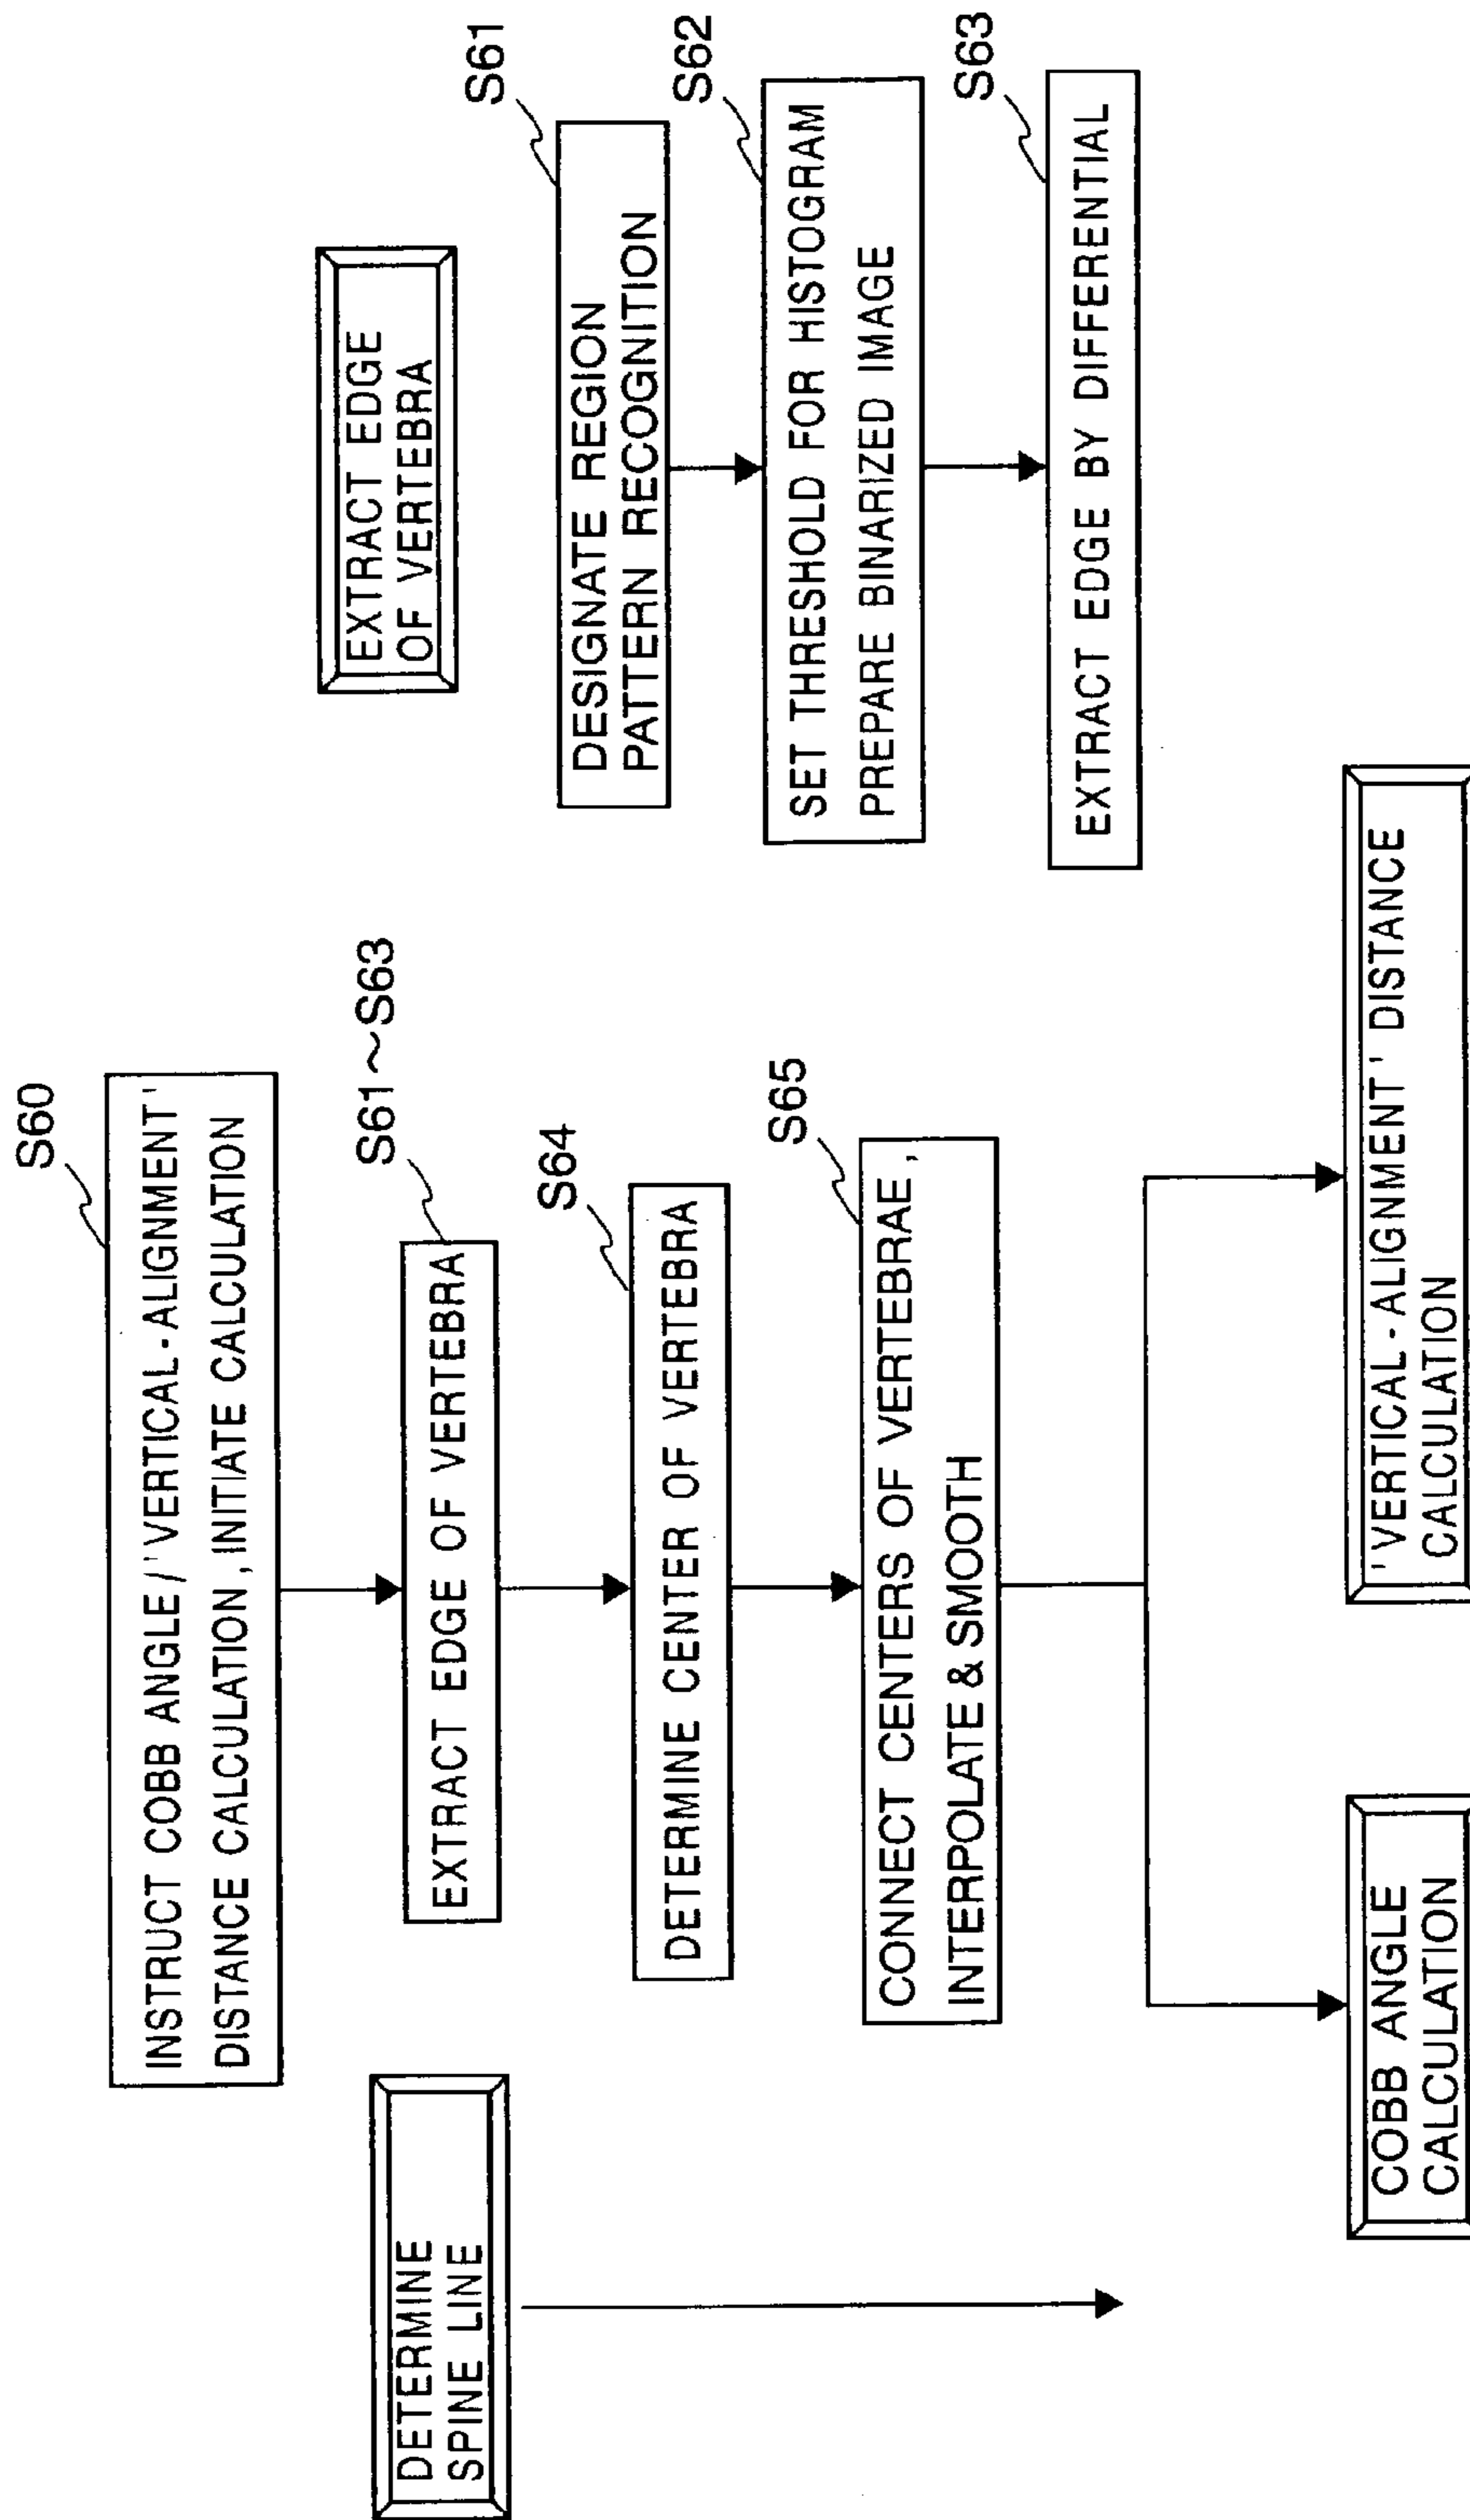 S60
INSTRUCT COBB ANGLE/'VERTICAL-ALIGNMENT'
DISTANCE CALCULATION, INITIATE CALCULATION
DETERMINE
SPINE LINE
S61~S63
EXTRACT EDGE OF VERTEBRA
S64
DETERMINE CENTER OF VERTEBRA
S65
CONNECT CENTERS OF VERTEBRAE,
INTERPOLATE & SMOOTH
COBB ANGLE
CALCULATION
'VERTICAL-ALIGNMENT' DISTANCE
CALCULATION
EXTRACT EDGE
OF VERTEBRA
S61
DESIGNATE REGION
PATTERN RECOGNITION
S62
SET THRESHOLD FOR HISTOGRAM
PREPARE BINARIZED IMAGE
S63
EXTRACT EDGE BY DIFFERENTIAL